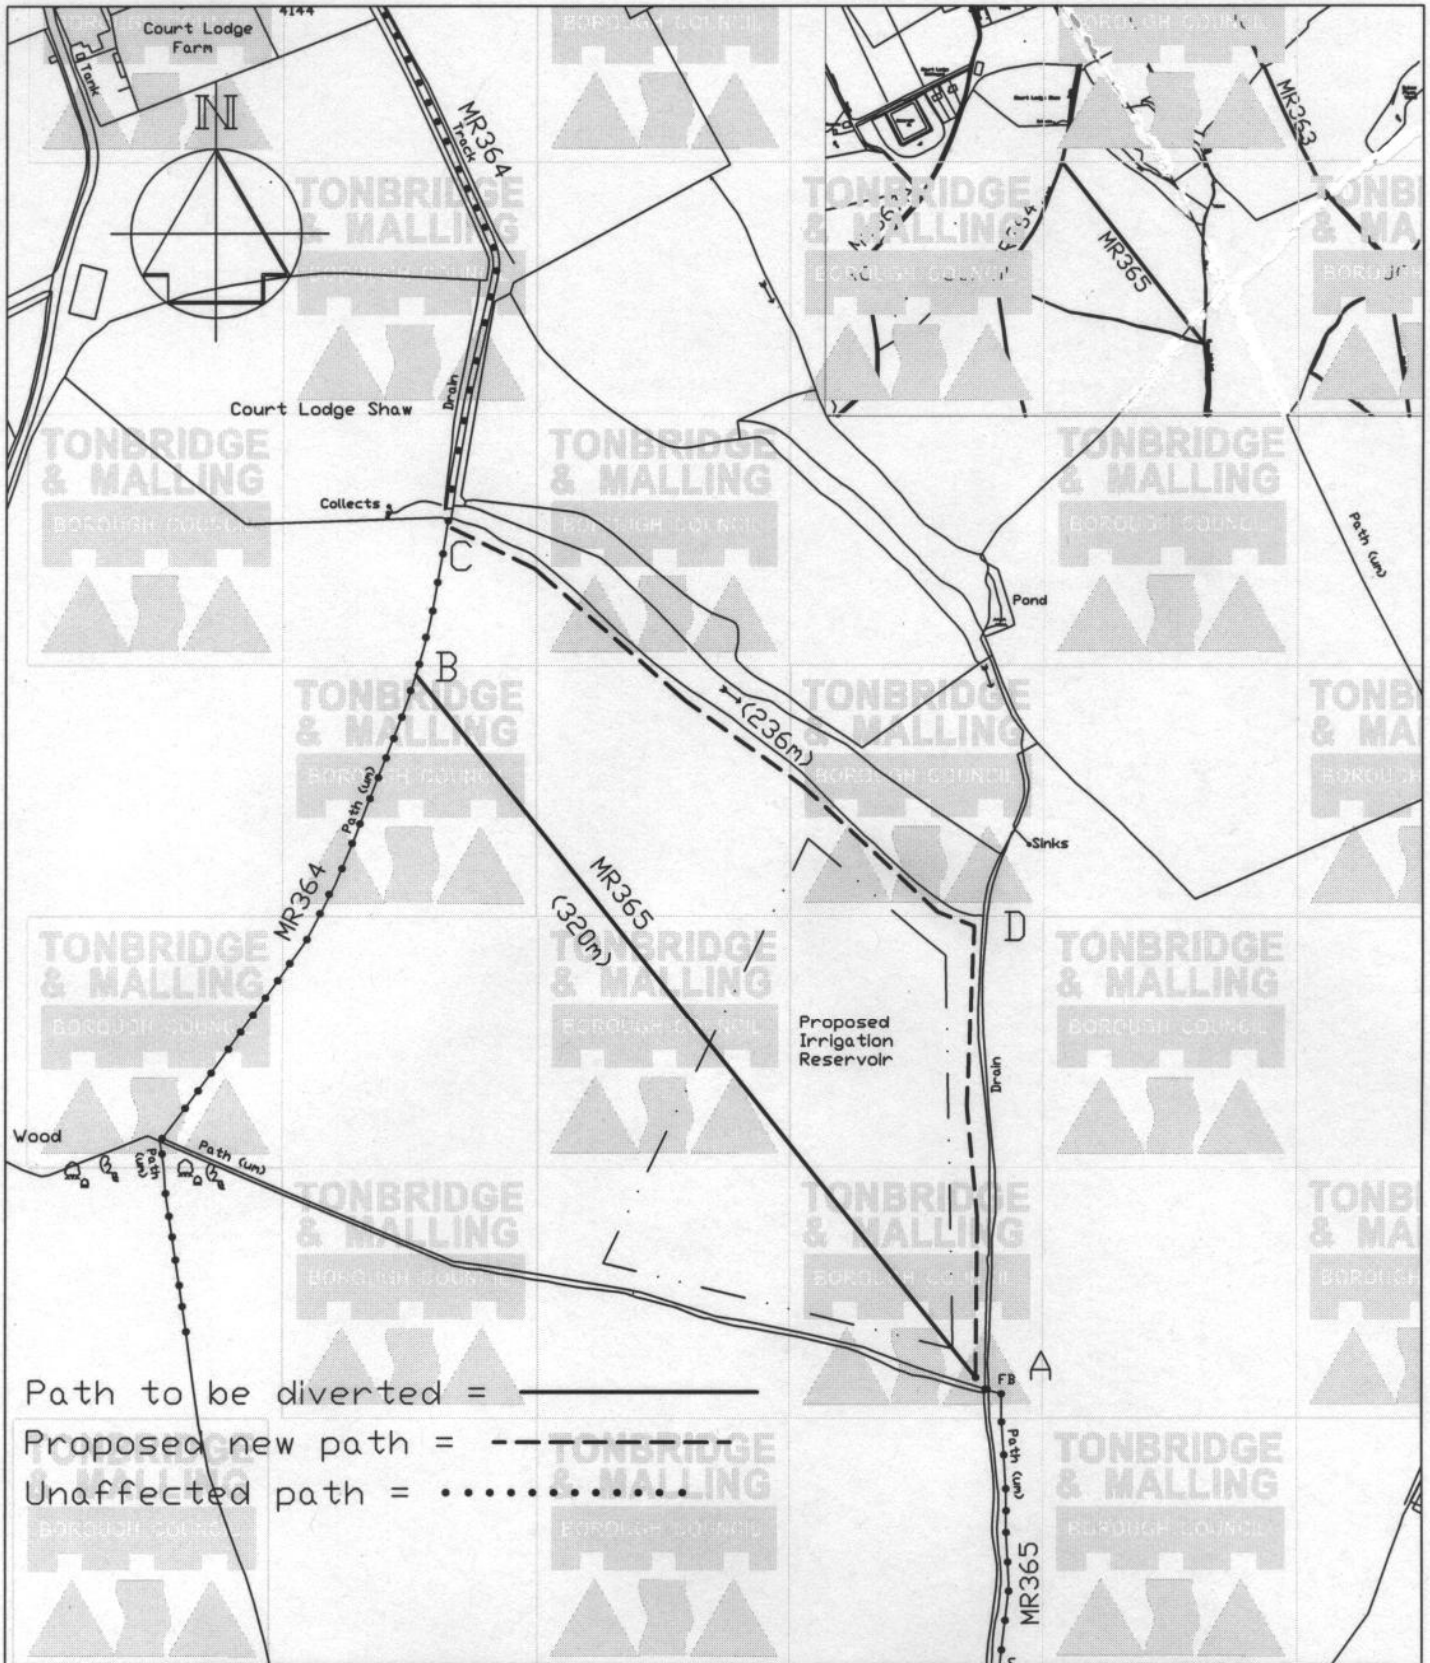 4144
Court Lodge
Farm
Tank
N
MR364
Track
MR363
MR365
Court Lodge Shaw
Drain
Collects
C
Path (un)
Pond
B
(236m)
Path (un)
Sinks
MR364
MR365
(320m)
D
Proposed
Irrigation
Reservoir
Drain
Wood
Path
(un)
Path (un)
A
FB
Path to be diverted =
Proposed new path =
Unaffected path =
Path (un)
MR365
TONBRIDGE
& MALLING
BOROUGH COUNCIL